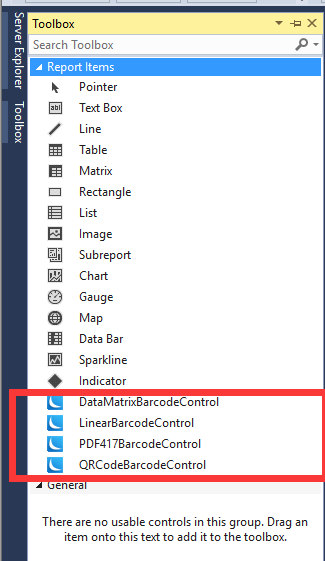 Server Explorer
Toolbox
Toolbox
Search Toolbox
Report Items
Pointer
abl
Text Box
Line
Table
Matrix
Rectangle
List
Image
Subreport
Chart
Gauge
Map
Data Bar
Sparkline
Indicator
DataMatrixBarcodeControl
LinearBarcodeControl
PDF417BarcodeControl
QRCodeBarcodeControl
General
There are no usable controls in this group. Drag an
item onto this text to add it to the toolbox.